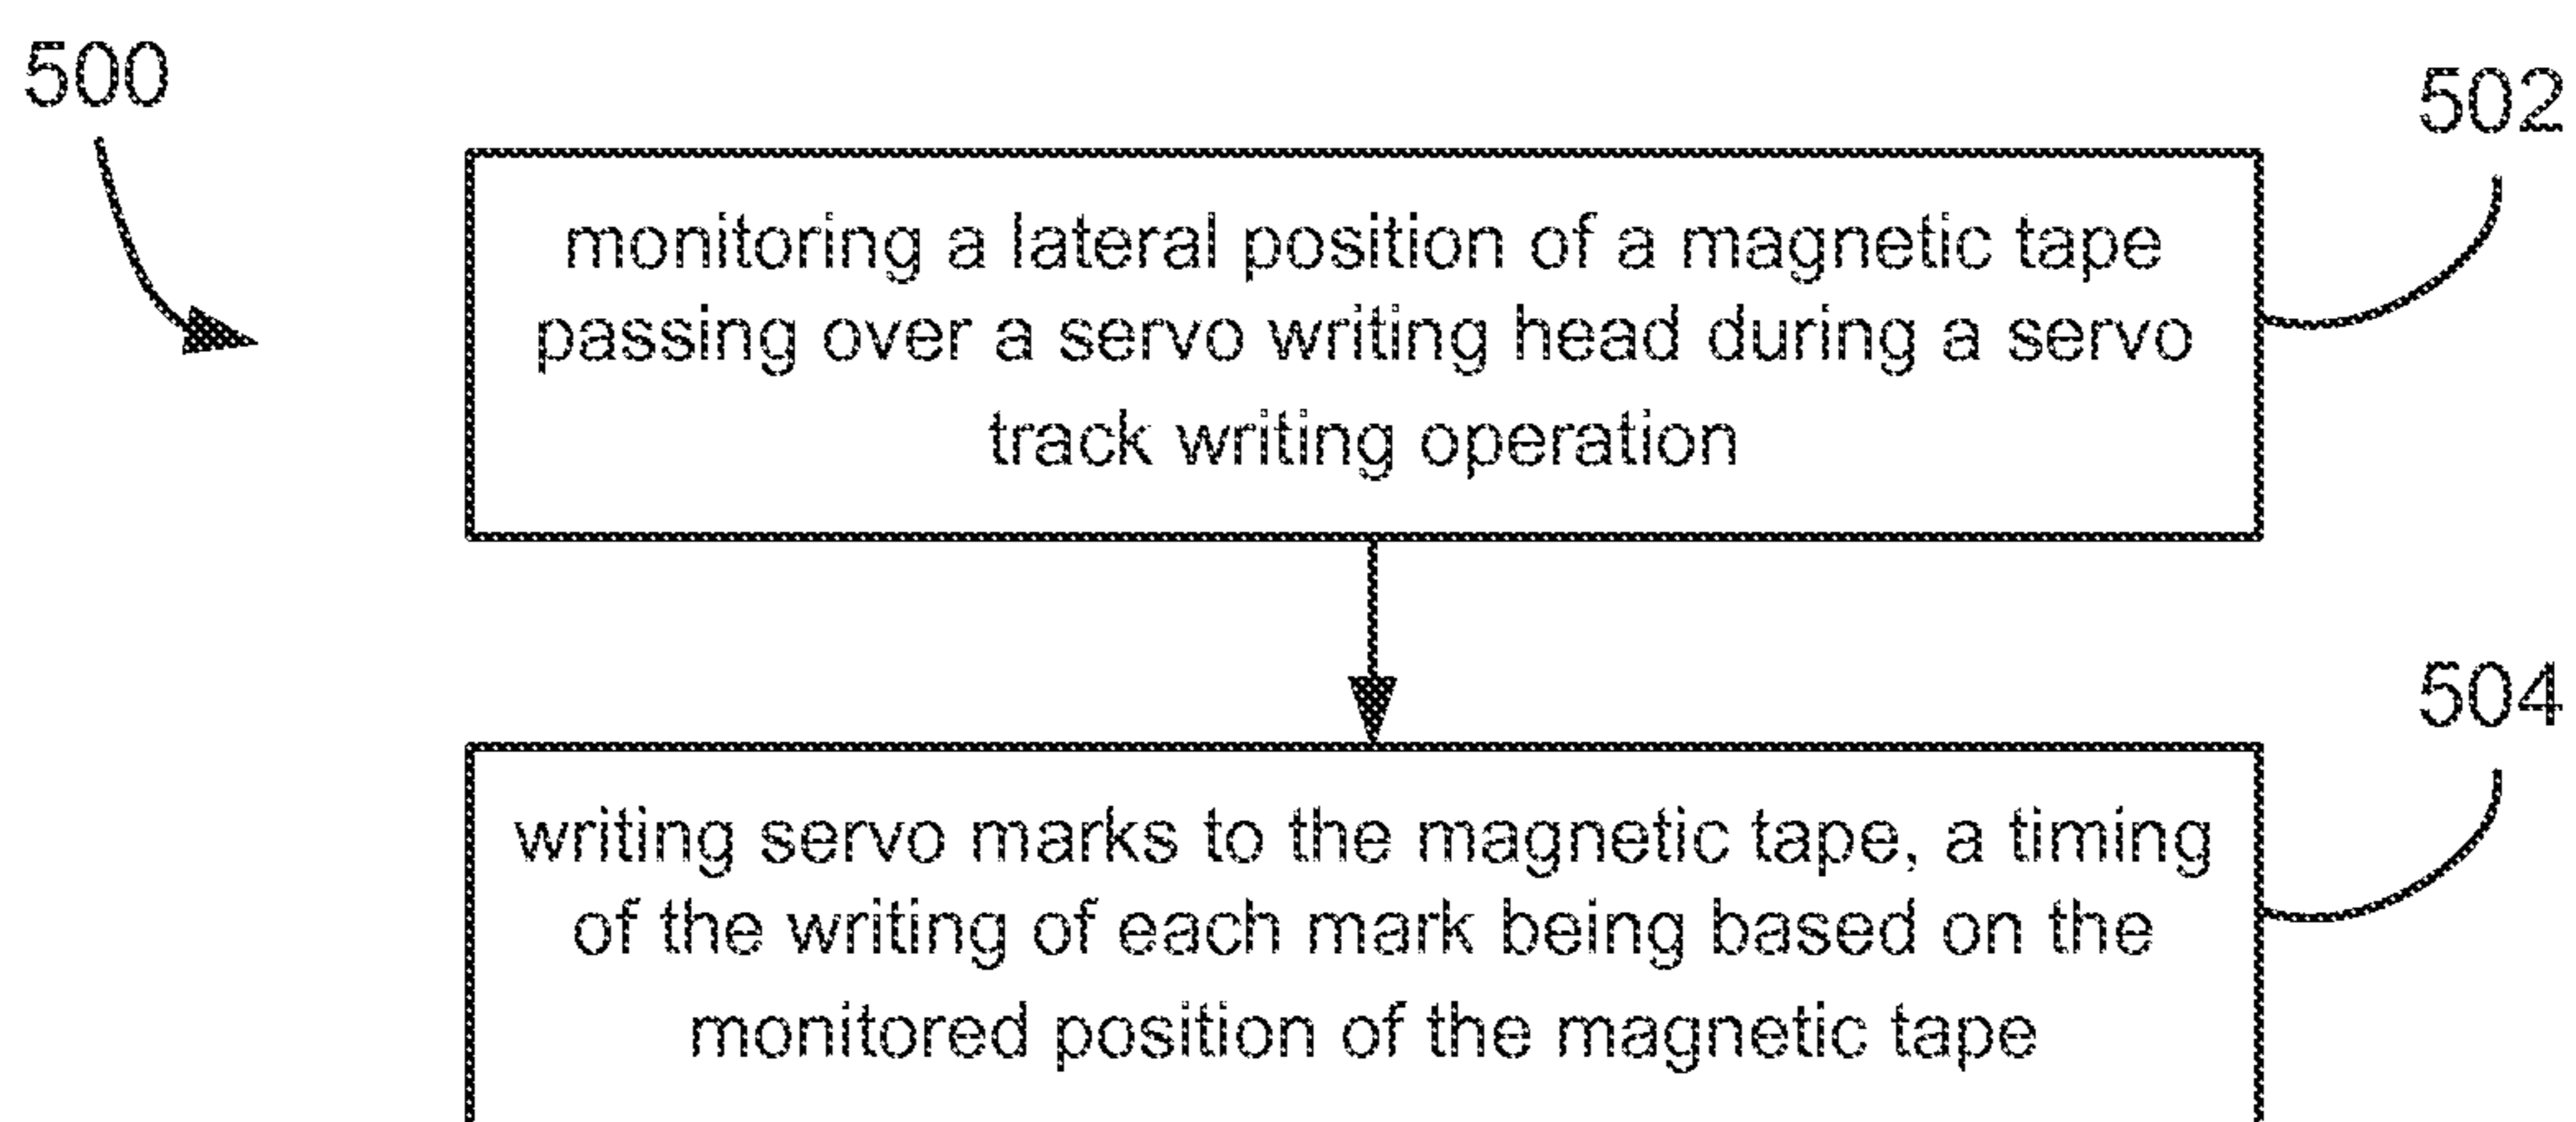 500
502
monitoring a lateral position of a magnetic tape
passing over a servo writing head during a servo
track writing operation
504
writing servo marks to the magnetic tape, a timing
of the writing of each mark being based on the
monitored position of the magnetic tape